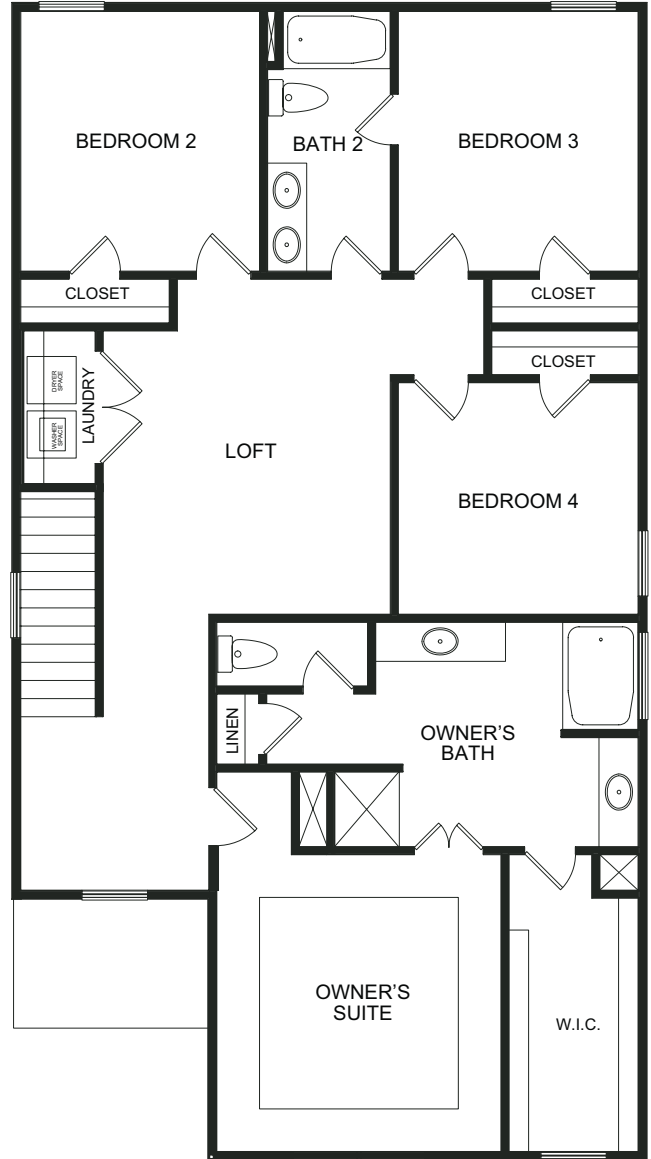 BEDROOM 2
BATH 2
BEDROOM 3
CLOSET
CLOSET
CLOSET
DRYER
SPACE
WASHER
SPACE
LAUNDRY
LOFT
BEDROOM 4
LINEN
OWNER'S
BATH
OWNER'S
SUITE
W.I.C.